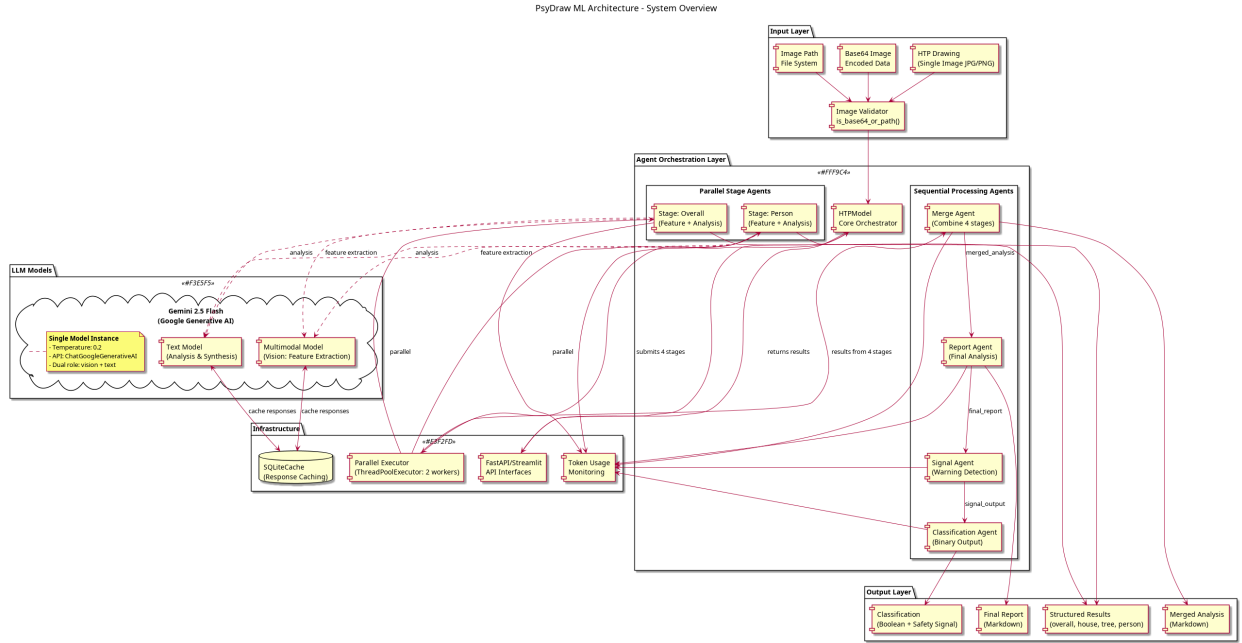 PsyDraw ML Architecture - System Overview
Input Layer
Image Path
File System
Base64 Image
Encoded Data
HTP Drawing
(Single Image JPG/PNG)
Image Validator
is_base64_or_path()
Agent Orchestration Layer
«#FFF9C4»
Parallel Stage Agents
Stage: Overall
(Feature + Analysis)
Stage: Person
(Feature + Analysis)
HTPModel
Core Orchestrator
Sequential Processing Agents
Merge Agent
(Combine 4 stages)
analysis
feature extraction
analysis
feature extraction
merged_analysis
LLM Models
«#F3E5F5»
Gemini 2.5 Flash
(Google Generative AI)
Single Model Instance
- Temperature: 0.2
- API: ChatGoogleGenerativeAI
- Dual role: vision + text
Text Model
(Analysis & Synthesis)
Multimodal Model
(Vision: Feature Extraction)
parallel
parallel
submits 4 stages
returns results
results from 4 stages
Report Agent
(Final Analysis)
cache responses
cache responses
final_report
Infrastructure
«#E3F2FD»
SQLiteCache
(Response Caching)
Parallel Executor
(ThreadPoolExecutor: 2 workers)
FastAPI/Streamlit
API Interfaces
Token Usage
Monitoring
Signal Agent
(Warning Detection)
signal_output
Classification Agent
(Binary Output)
Output Layer
Classification
(Boolean + Safety Signal)
Final Report
(Markdown)
Structured Results
(overall, house, tree, person)
Merged Analysis
(Markdown)